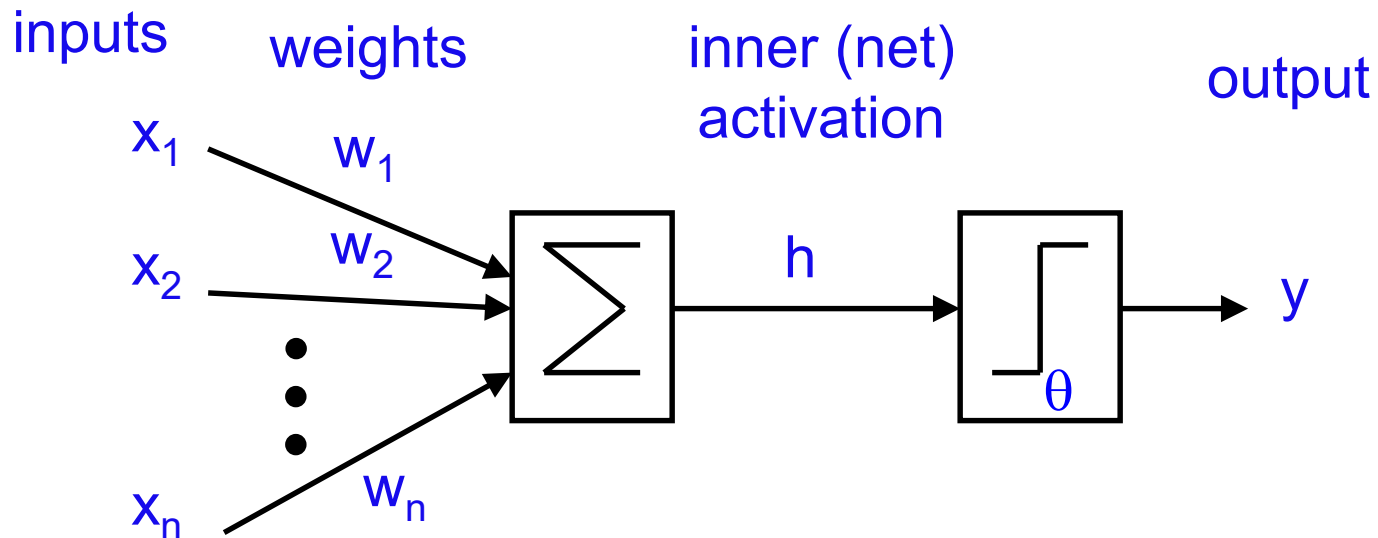 inputs
weights
inner (net)
activation
output
x₁
w₁
x₂
w₂
h
y
θ
xₙ
wₙ